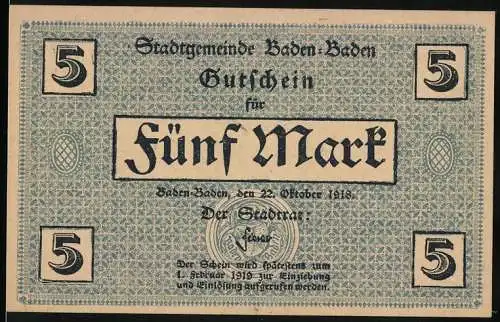 5 Stadtgemeinde Baden-Baden 5
Gutschein
für
Fünf Mark
Baden-Baden, den 22. Oktober 1918.
Der Stadtrat:
5 5
Der Schein wird spätestens zum
1. Februar 1919 zur Einziehung
und Einlösung aufgerufen werden.